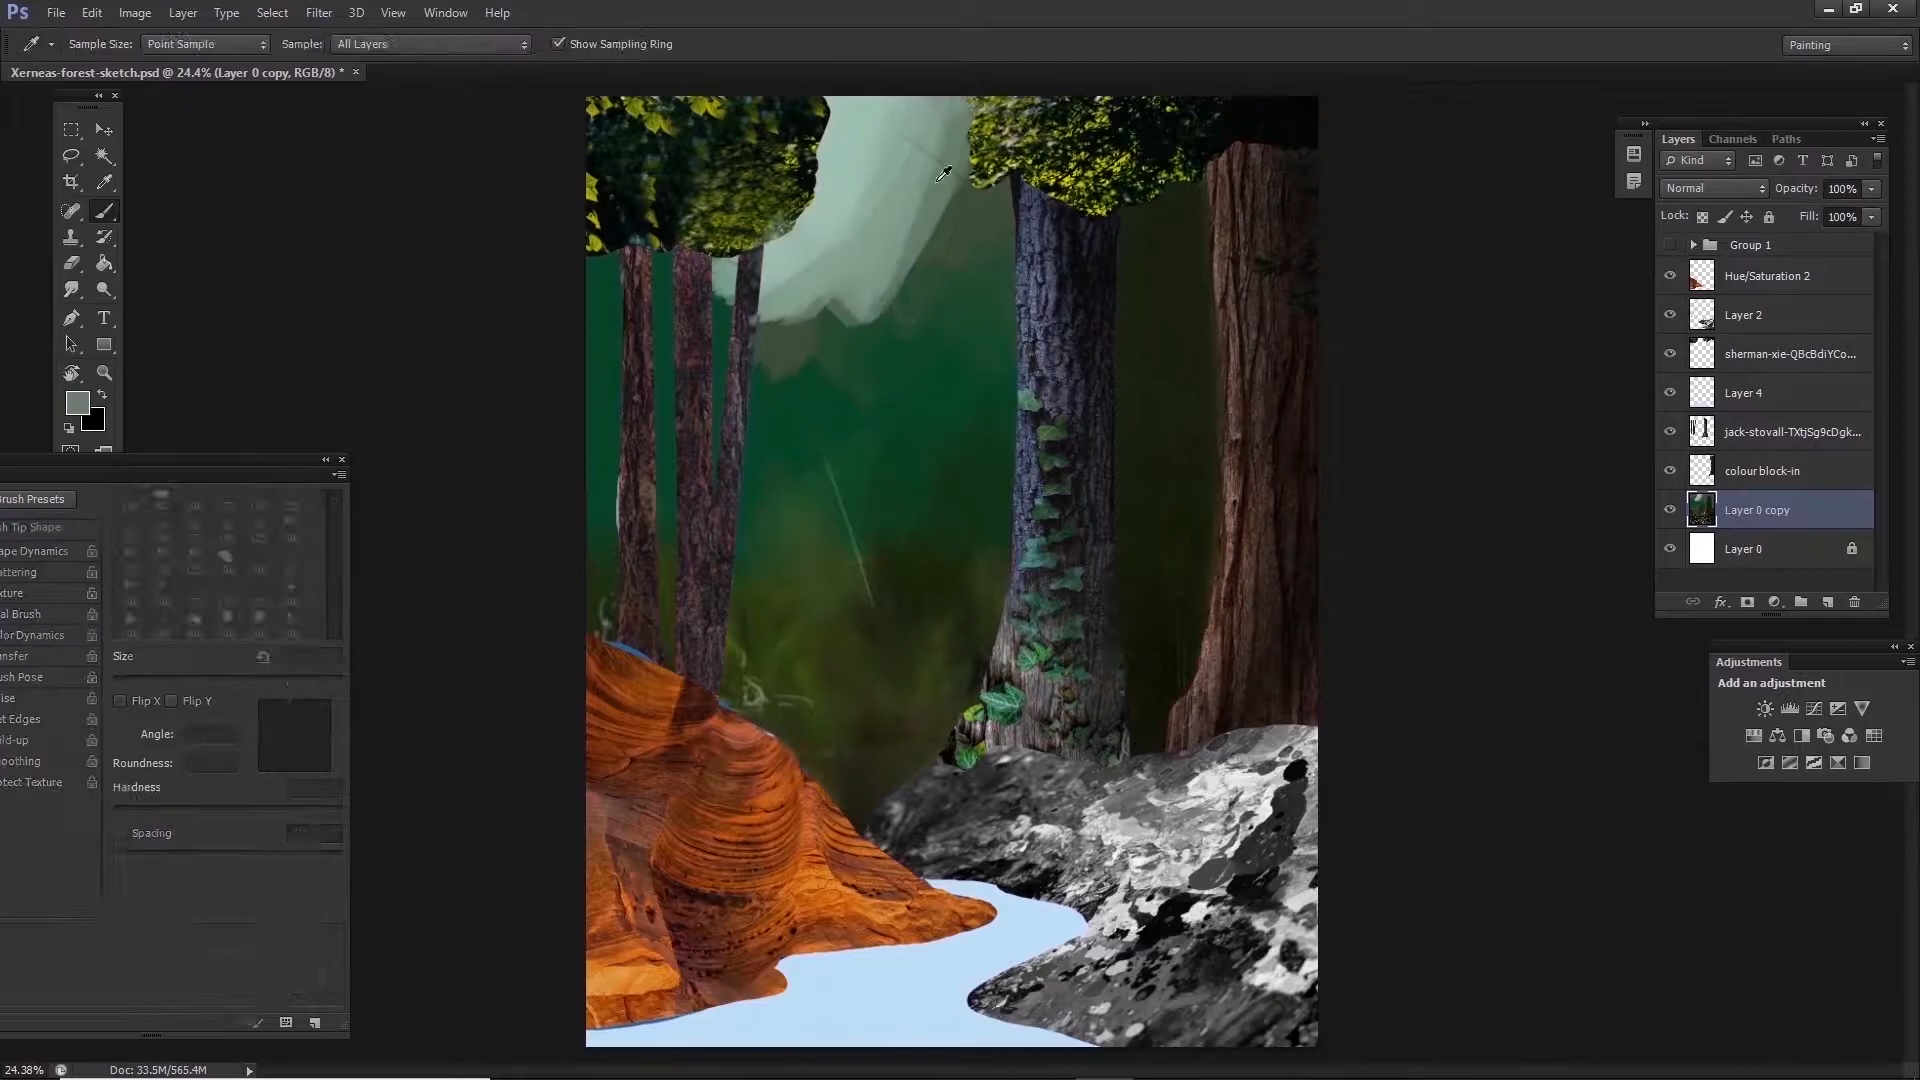 Ps File Edit Image Layer Type Select Filter 3D View Window Help
Sample Size: Point Sample Sample: All Layers Show Sampling Ring Painting
Xerneas-forest-sketch.psd @ 24.4% (Layer 0 copy, RGB/8) *
Brush Presets
sh Tip Shape
ape Dynamics
attering
xture
al Brush
lor Dynamics
ansfer
ush Pose
ise
et Edges
ild-up
oothing
otect Texture
Size
Flip X Flip Y
Angle:
Roundness:
Hardness
Spacing
Layers Channels Paths
Kind
Normal Opacity: 100%
Lock: Fill: 100%
Group 1
Hue/Saturation 2
Layer 2
sherman-xie-QBcBdiYCo...
Layer 4
jack-stovall-TXtjSg9cDgk...
colour block-in
Layer 0 copy
Layer 0
Adjustments
Add an adjustment
24.38% Doc: 33.5M/565.4M